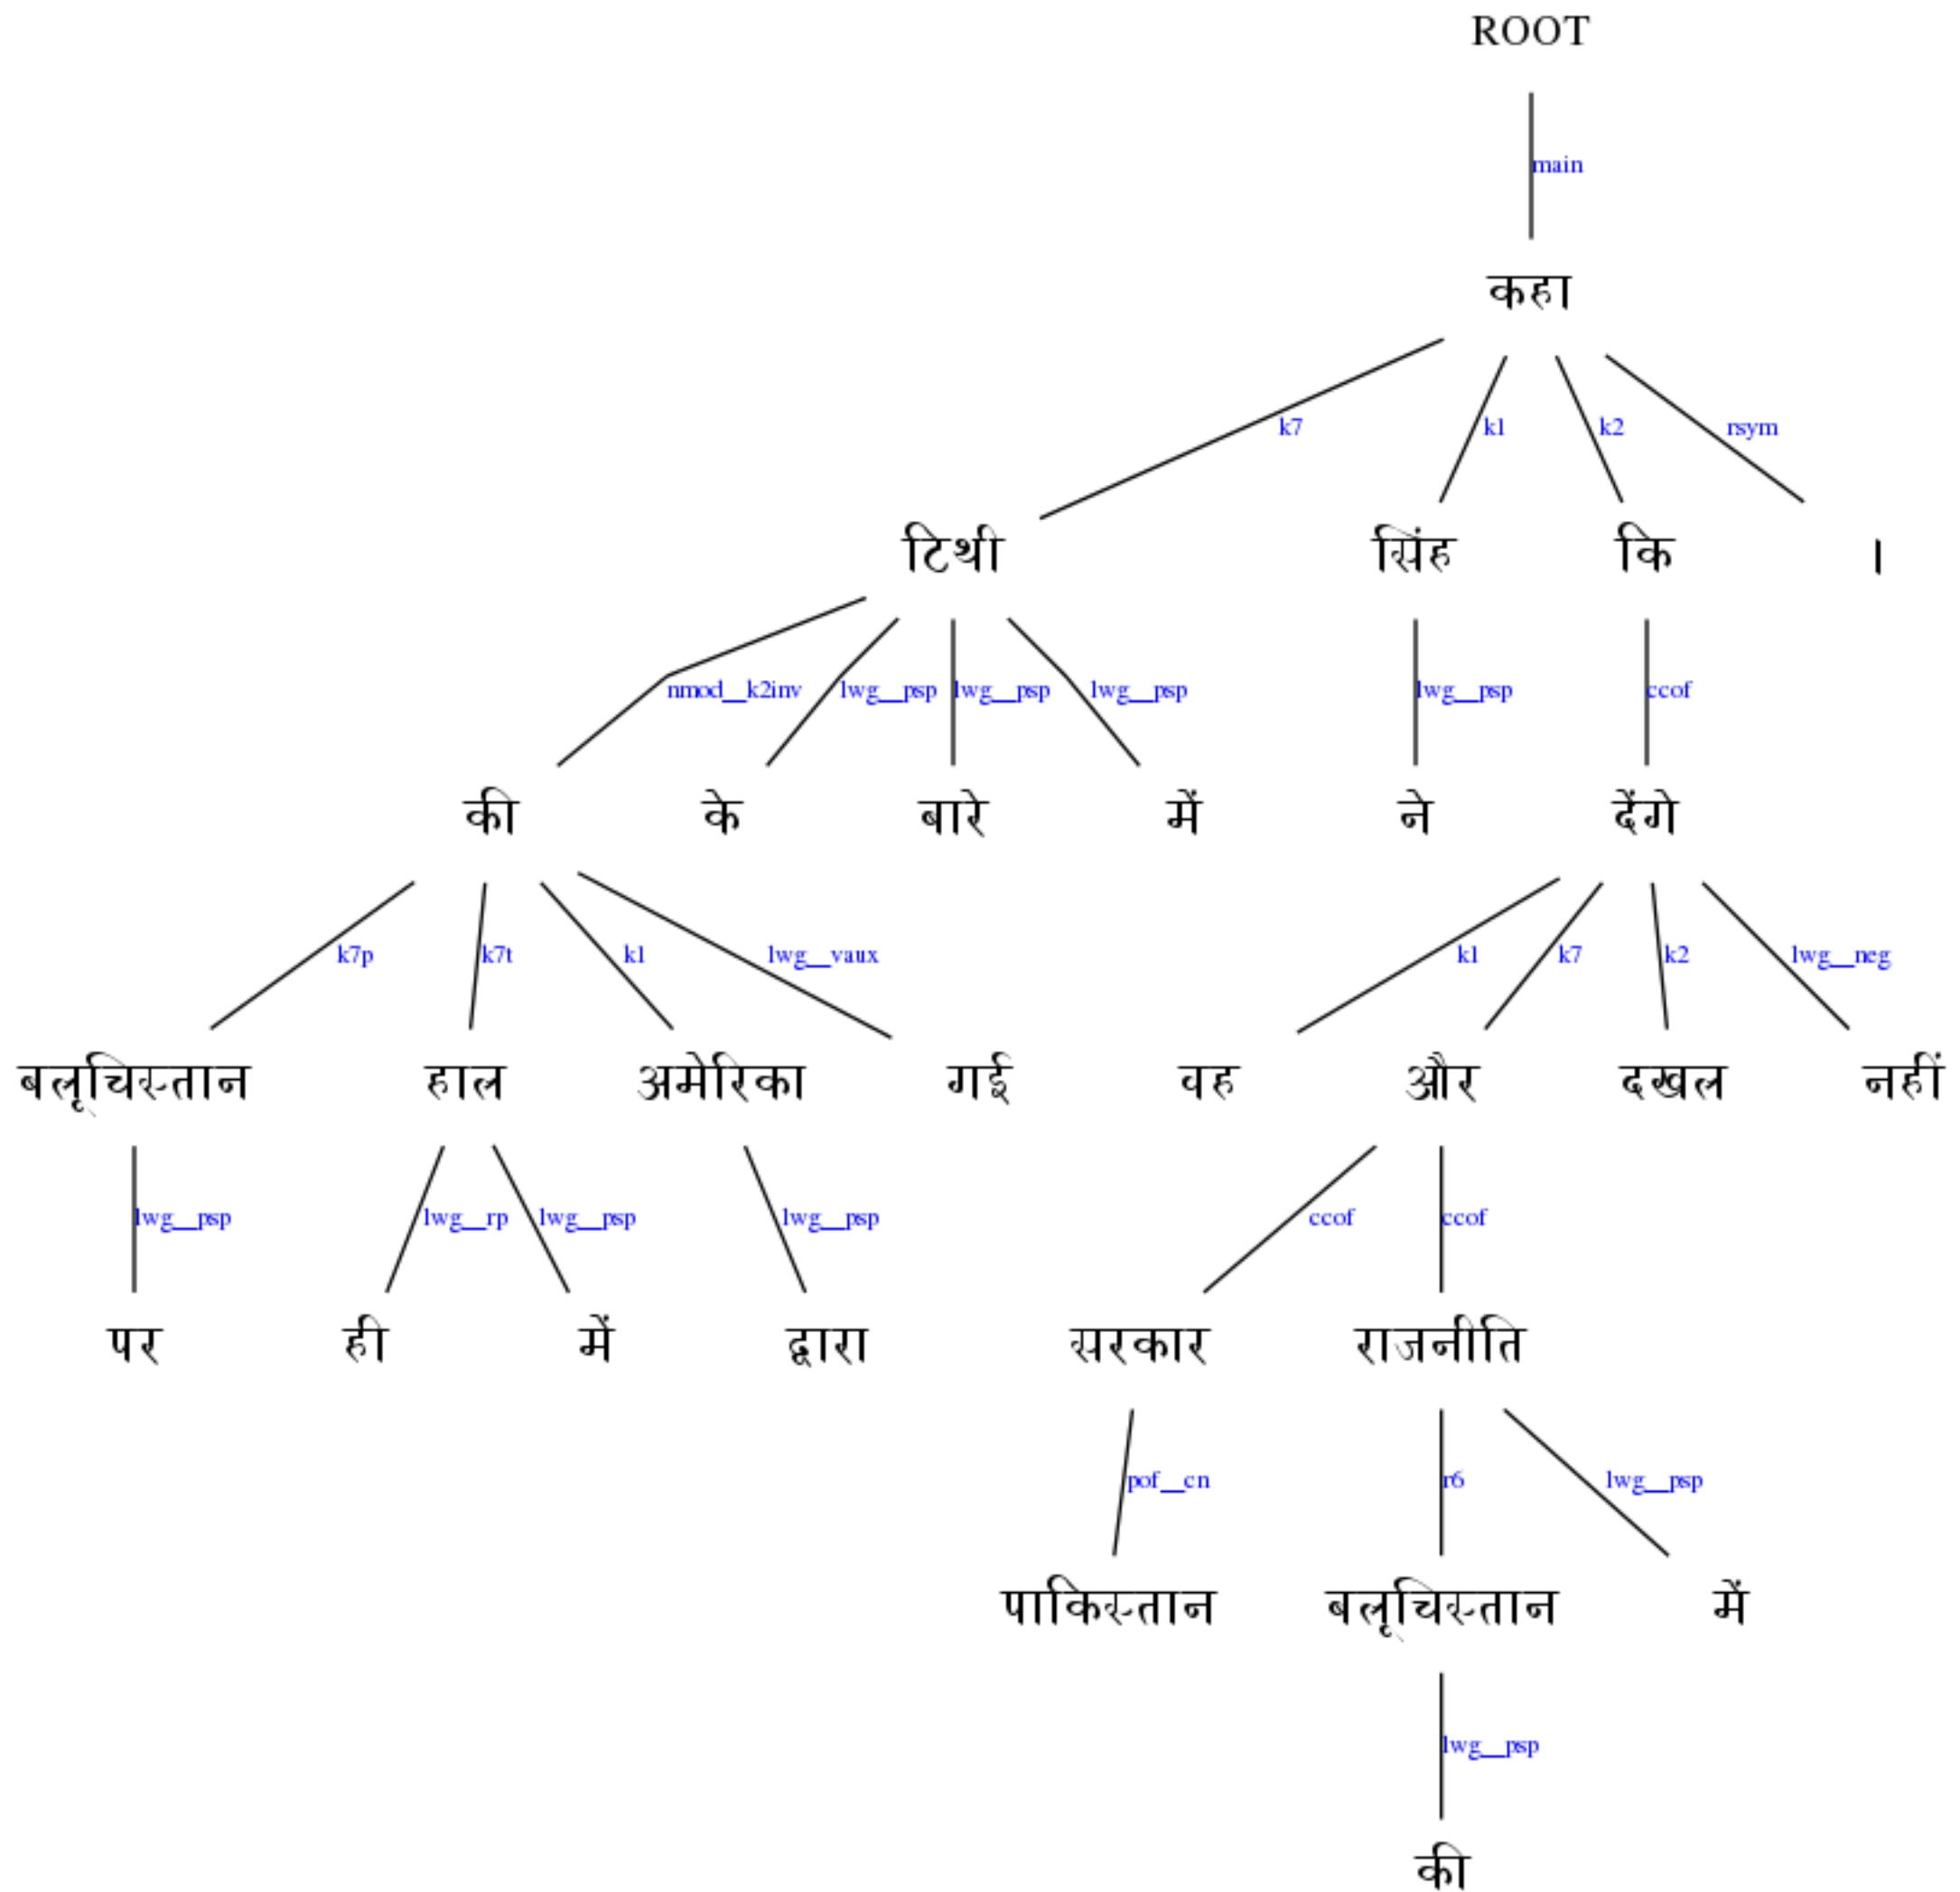 ROOT
main
कहा
k7 k1 k2 rsym
टिथी सिंह कि ।
nmod__k2inv lwg__psp lwg__psp lwg__psp lwg__psp ccof
की के बारे में ने देंगे
k7p k7t k1 lwg__vaux k1 k7 k2 lwg__neg
बलूचिस्तान हाल अमेरिका गई वह और दखल नहीं
lwg__psp lwg__rp lwg__psp lwg__psp ccof ccof
पर ही में द्वारा सरकार राजनीति
pof__cn r6 lwg__psp
पाकिस्तान बलूचिस्तान में
lwg__psp
की